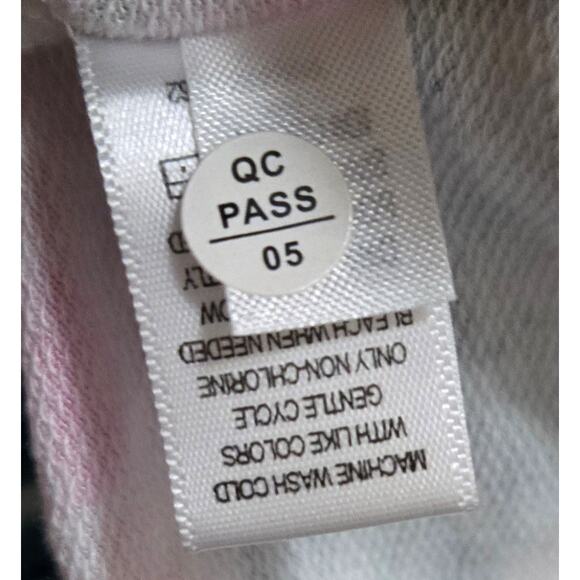 QC
PASS
05
MACHINE WASH COLD
WITH LIKE COLORS
GENTLE CYCLE
ONLY NON-CHLORINE
BLEACH WHEN NEEDED